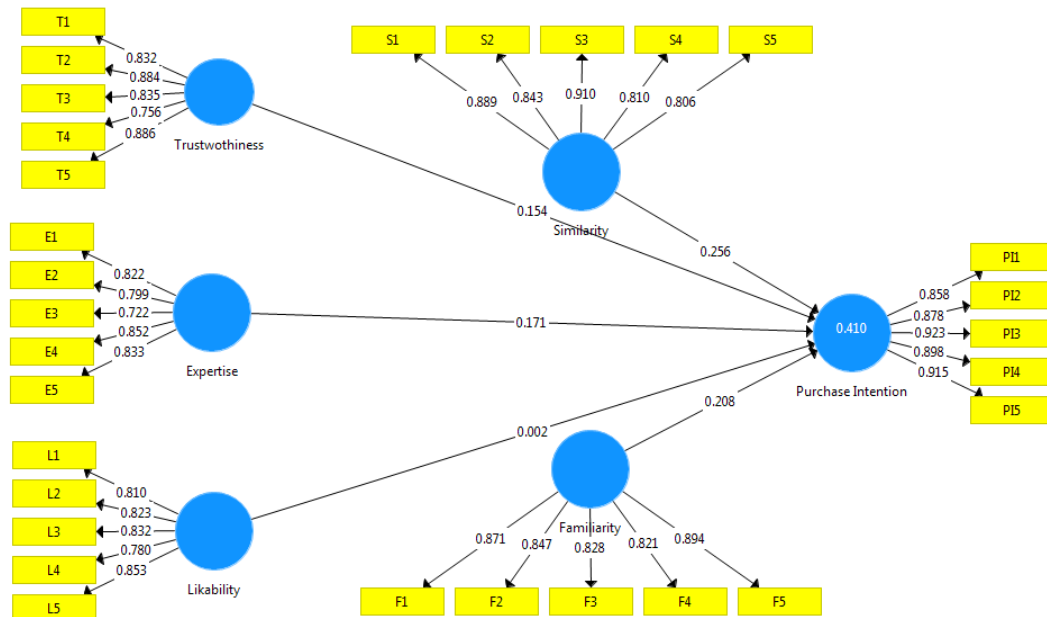 T1
T2
T3
T4
T5
0.832
0.884
0.835
0.756
0.886
Trustwothiness
S1
S2
S3
S4
S5
0.889
0.843
0.910
0.810
0.806
Similarity
0.154
0.256
E1
E2
E3
E4
E5
0.822
0.799
0.722
0.852
0.833
Expertise
0.171
0.410
Purchase Intention
PI1
PI2
PI3
PI4
PI5
0.858
0.878
0.923
0.898
0.915
L1
L2
L3
L4
L5
0.810
0.823
0.832
0.780
0.853
Likability
0.002
0.208
Familiarity
0.871
0.847
0.828
0.821
0.894
F1
F2
F3
F4
F5